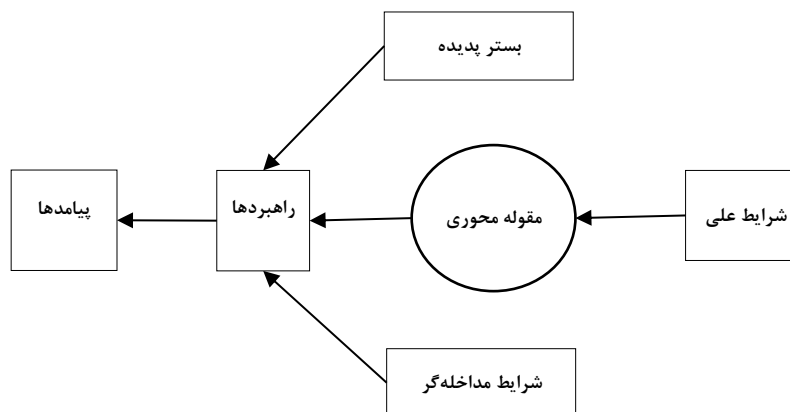 بستر پدیده
شرایط علی
مقوله محوری
راهبردها
پیامدها
شرایط مداخله‌گر